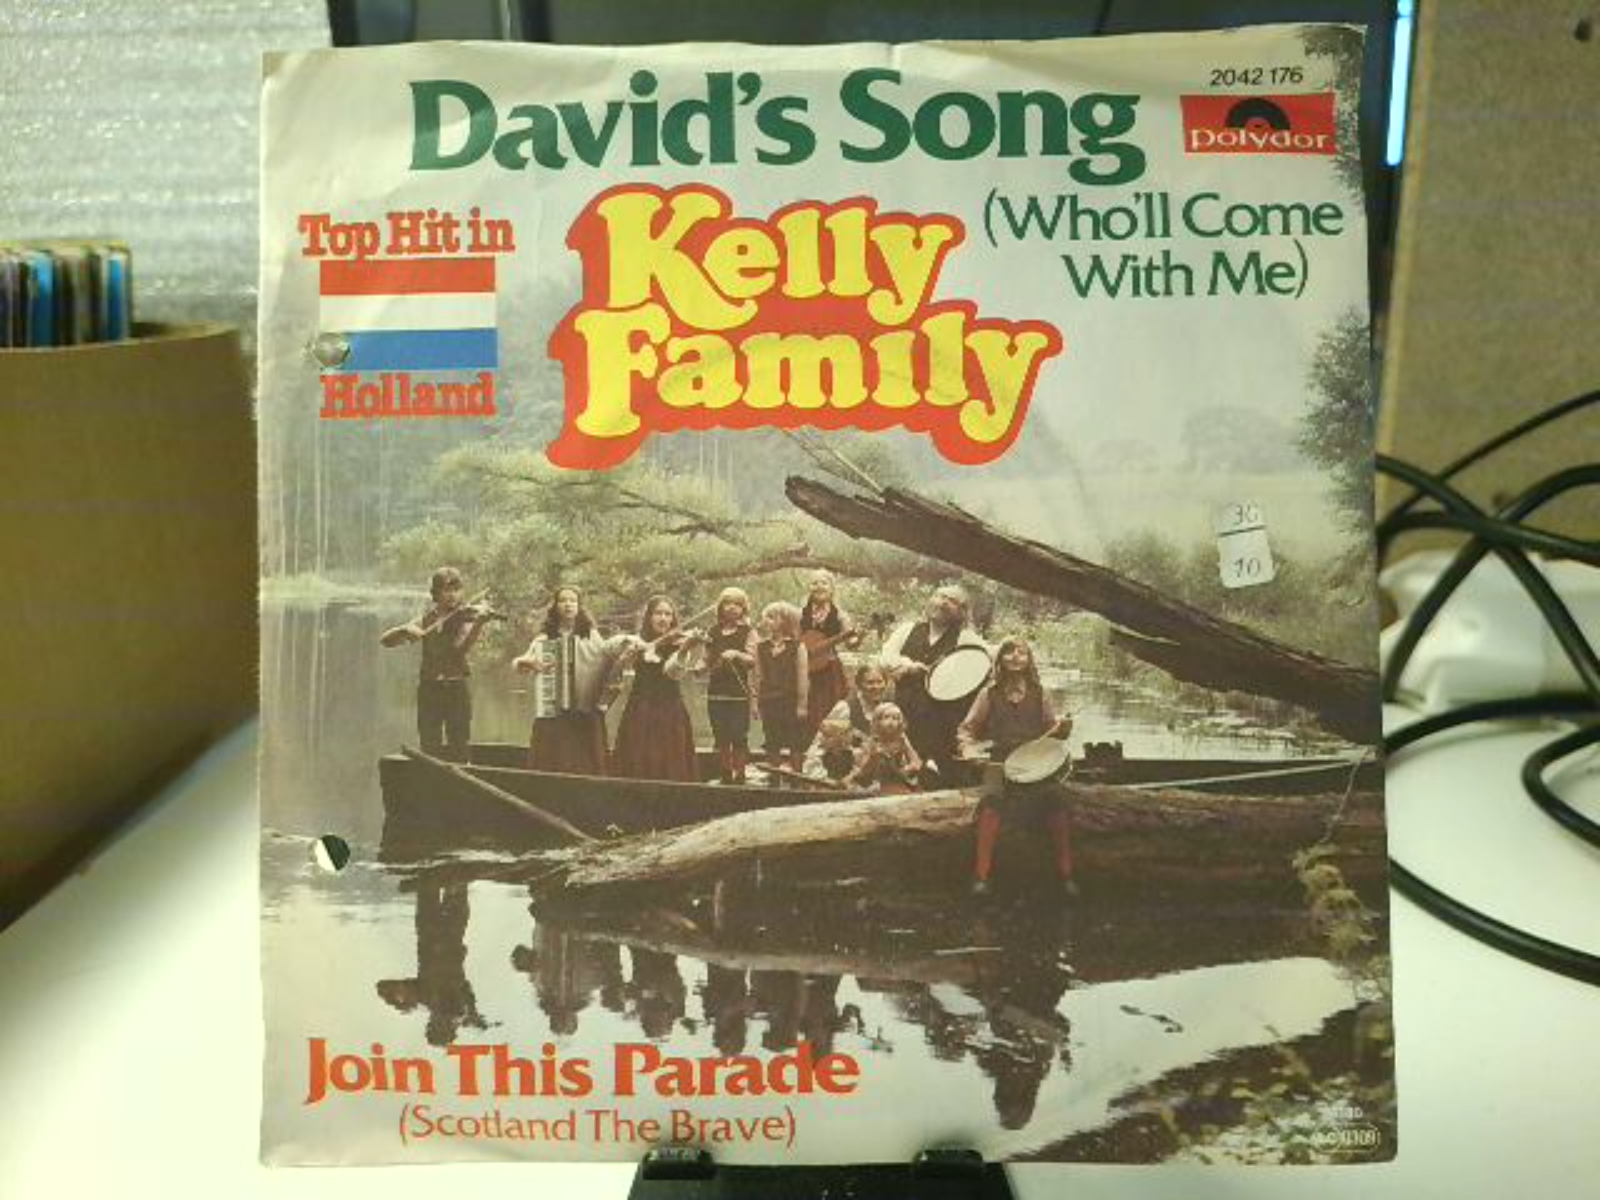 David's Song
2042 176
polydor
Kelly
Family
(Who'll Come
With Me)
Top Hit in
Holland
30
10
Join This Parade
(Scotland The Brave)